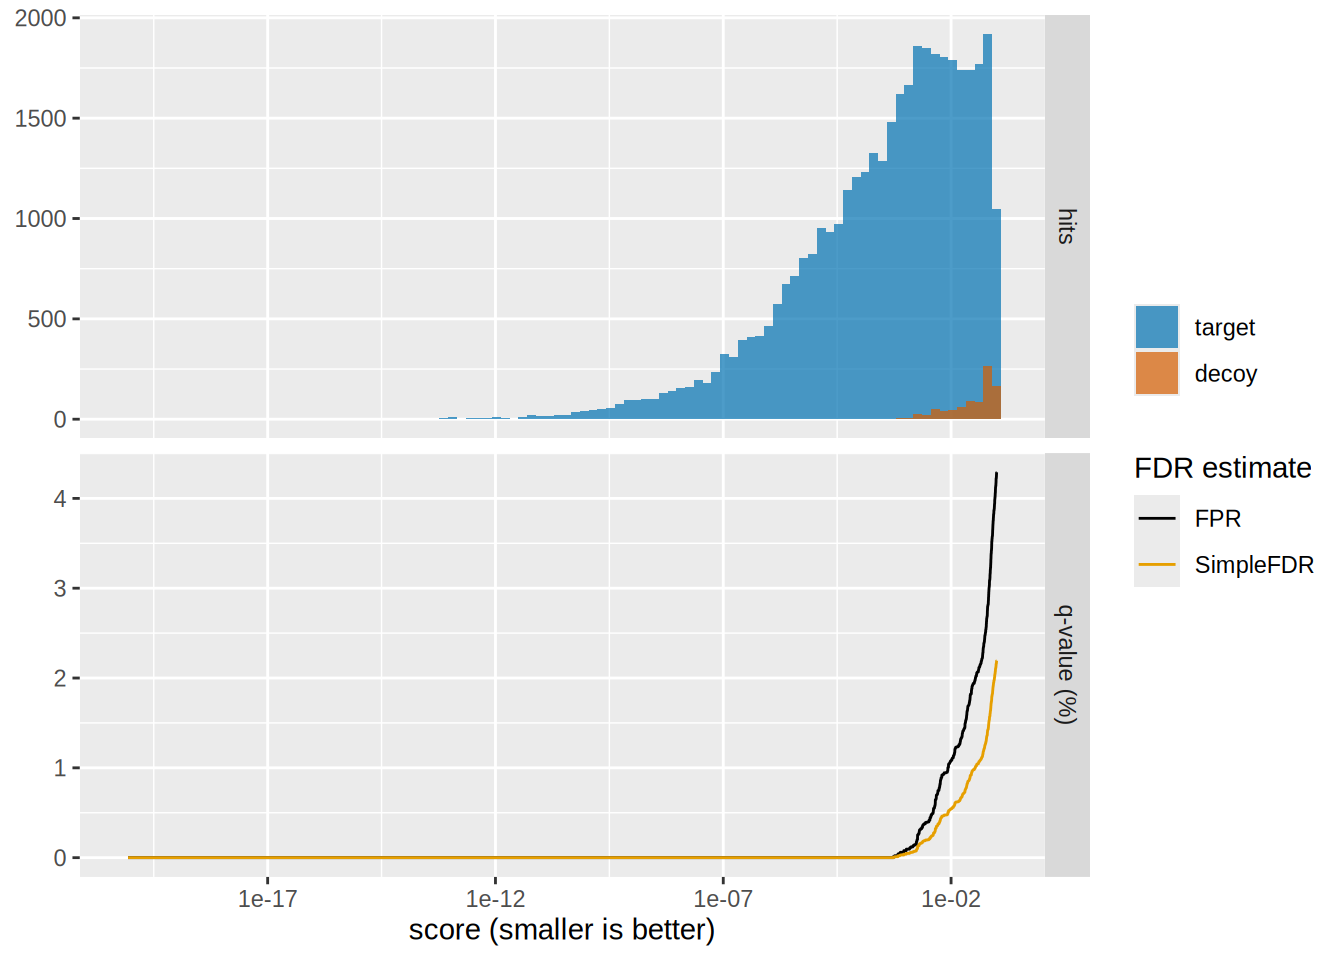 2000
1500
1000
500
0
hits
4
3
2
1
0
q-value (%)
1e-17 1e-12 1e-07 1e-02
score (smaller is better)
target
decoy
FDR estimate
FPR
SimpleFDR